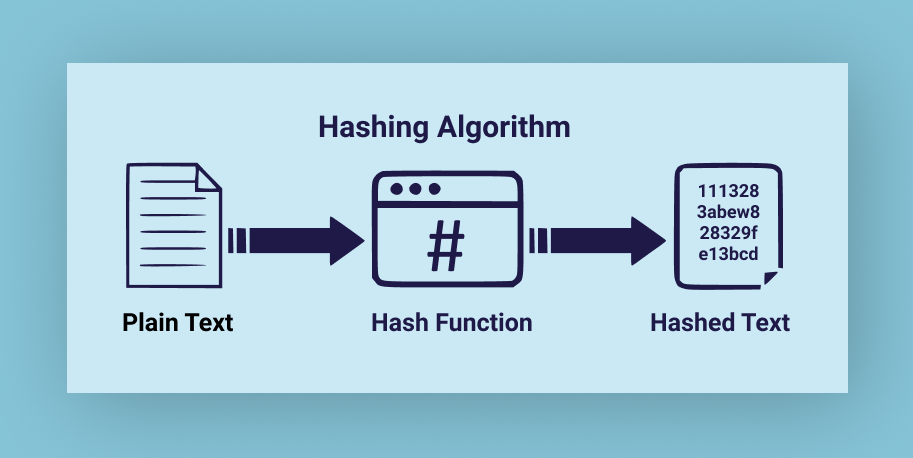 Hashing Algorithm
#
111328
3abew8
28329f
e13bcd
Plain Text
Hash Function
Hashed Text